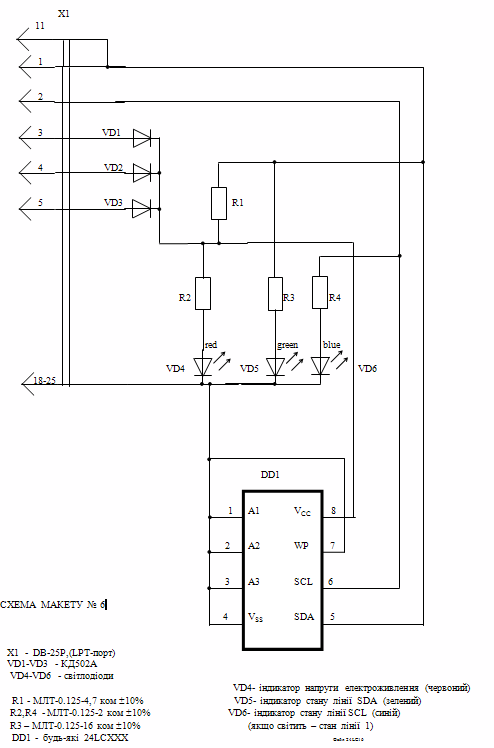 X1
11
1
2
3 VD1
4 VD2
5 VD3
R1
R2 R3 R4
red green blue
VD4 VD5 VD6
18-25
DD1
1 A1 VCC 8
2 A2 WP 7
3 A3 SCL 6
4 VSS SDA 5
СХЕМА МАКЕТУ № 6
X1 - DB-25P,(LPT-порт)
VD1-VD3 - КД502А
VD4-VD6 - світлодіоди
R1 - МЛТ-0.125-4,7 ком ±10%
R2,R4 - МЛТ-0.125-2 ком ±10%
R3 – МЛТ-0.125-16 ком ±10%
DD1 - будь-які 24LCXXX
VD4- індикатор напруги електроживлення (червоний)
VD5- індикатор стану лінії SDA (зелений)
VD6- індикатор стану лінії SCL (синій)
(якщо світить – стан лінії 1)